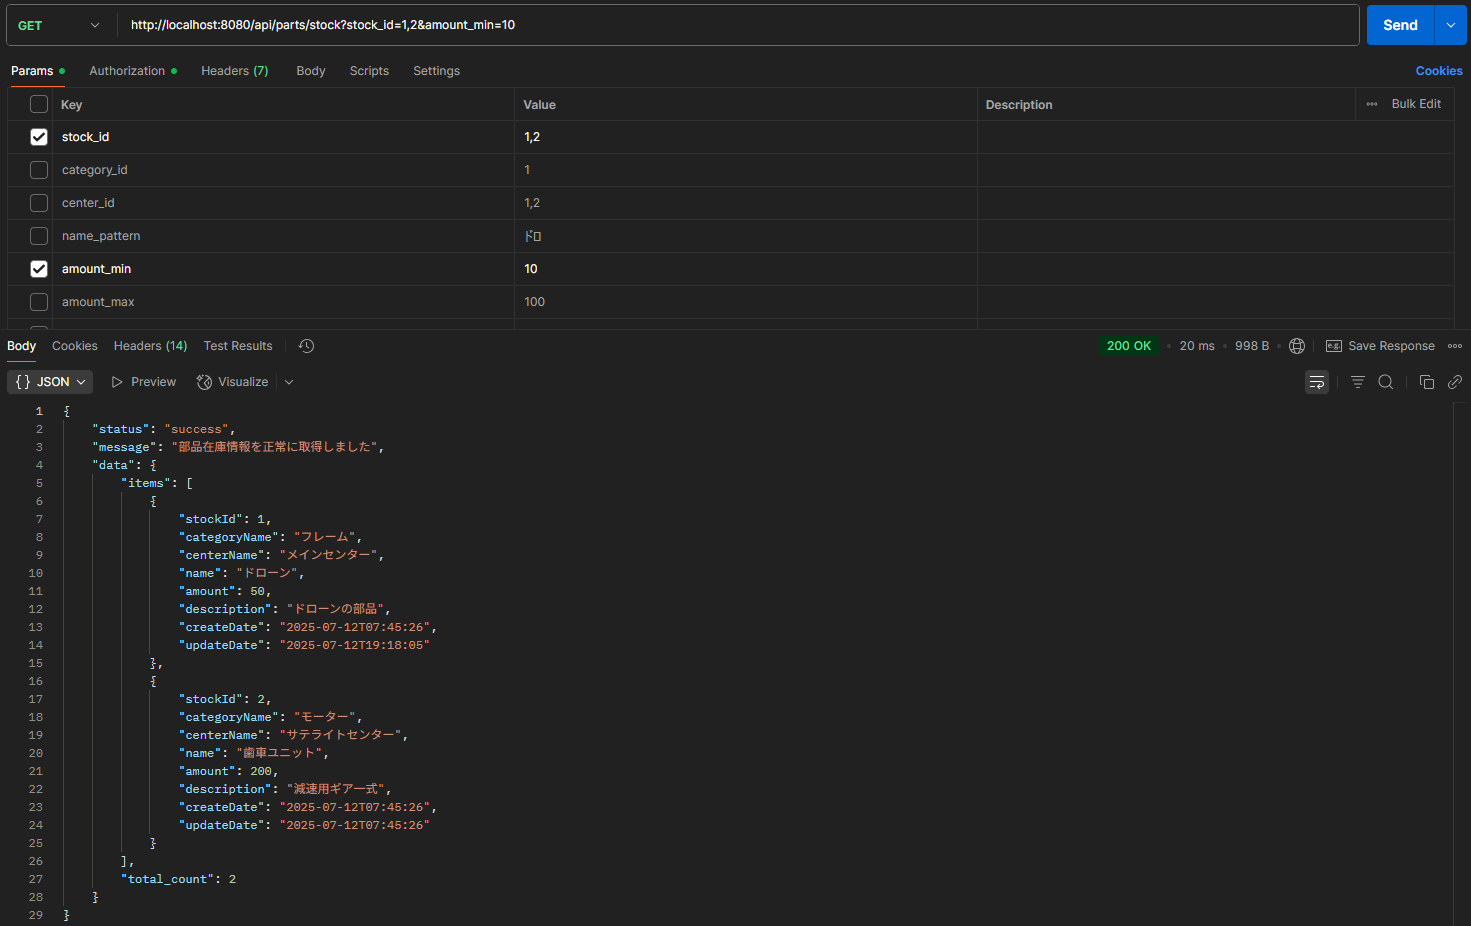 GET http://localhost:8080/api/parts/stock?stock_id=1,2&amount_min=10 Send
Params Authorization Headers (7) Body Scripts Settings Cookies
Key Value Description Bulk Edit
stock_id 1,2
category_id 1
center_id 1,2
name_pattern ドロ
amount_min 10
amount_max 100
Body Cookies Headers (14) Test Results 200 OK 20 ms 998 B e.g. Save Response
{} JSON Preview Visualize
1 {
2 "status": "success",
3 "message": "部品在庫情報を正常に取得しました",
4 "data": {
5 "items": [
6 {
7 "stockId": 1,
8 "categoryName": "フレーム",
9 "centerName": "メインセンター",
10 "name": "ドローン",
11 "amount": 50,
12 "description": "ドローンの部品",
13 "createDate": "2025-07-12T07:45:26",
14 "updateDate": "2025-07-12T19:18:05"
15 },
16 {
17 "stockId": 2,
18 "categoryName": "モーター",
19 "centerName": "サテライトセンター",
20 "name": "歯車ユニット",
21 "amount": 200,
22 "description": "減速用ギア一式",
23 "createDate": "2025-07-12T07:45:26",
24 "updateDate": "2025-07-12T07:45:26"
25 }
26 ],
27 "total_count": 2
28 }
29 }